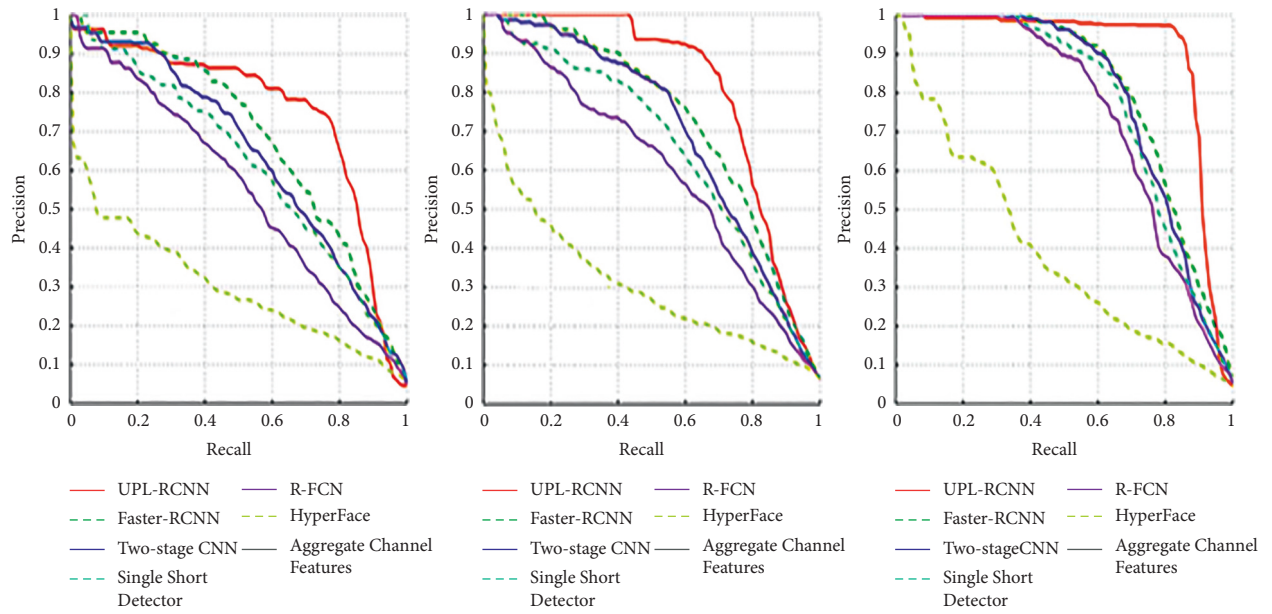 1
0.9
0.8
0.7
0.6
0.5
0.4
0.3
0.2
0.1
0
Precision
0 0.2 0.4 0.6 0.8 1
Recall
UPL-RCNN
Faster-RCNN
Two-stage CNN
Single Short
Detector
R-FCN
HyperFace
Aggregate Channel
Features
1
0.9
0.8
0.7
0.6
0.5
0.4
0.3
0.2
0.1
0
Precision
0 0.2 0.4 0.6 0.8 1
Recall
UPL-RCNN
Faster-RCNN
Two-stage CNN
Single Short
Detector
R-FCN
HyperFace
Aggregate Channel
Features
1
0.9
0.8
0.7
0.6
0.5
0.4
0.3
0.2
0.1
0
Precision
0 0.2 0.4 0.6 0.8 1
Recall
UPL-RCNN
Faster-RCNN
Two-stageCNN
Single Short
Detector
R-FCN
HyperFace
Aggregate Channel
Features